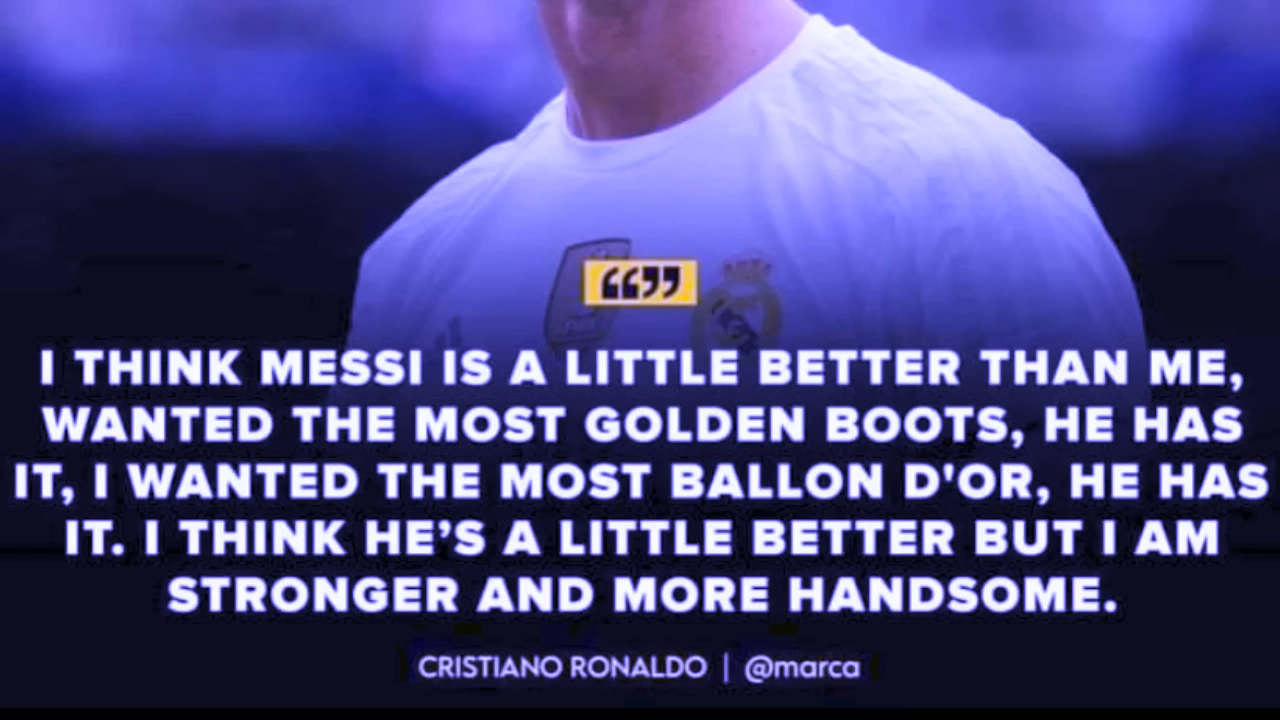 ““””
I THINK MESSI IS A LITTLE BETTER THAN ME,
WANTED THE MOST GOLDEN BOOTS, HE HAS
IT, I WANTED THE MOST BALLON D'OR, HE HAS
IT. I THINK HE’S A LITTLE BETTER BUT I AM
STRONGER AND MORE HANDSOME.
CRISTIANO RONALDO | @marca